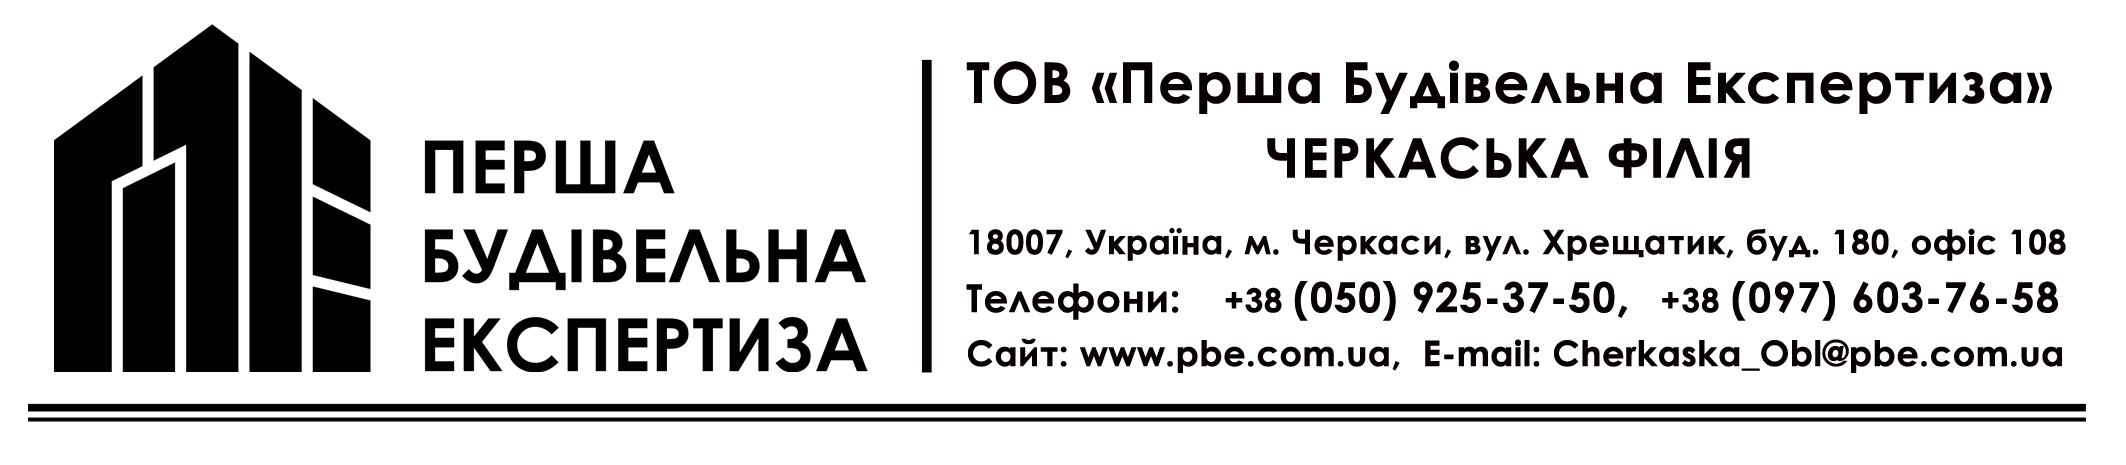 ПЕРША
БУДІВЕЛЬНА
ЕКСПЕРТИЗА
ТОВ «Перша Будівельна Експертиза»
ЧЕРКАСЬКА ФІЛІЯ
18007, Україна, м. Черкаси, вул. Хрещатик, буд. 180, офіс 108
Телефони: +38 (050) 925-37-50, +38 (097) 603-76-58
Сайт: www.pbe.com.ua, E-mail: Cherkaska_Obl@pbe.com.ua